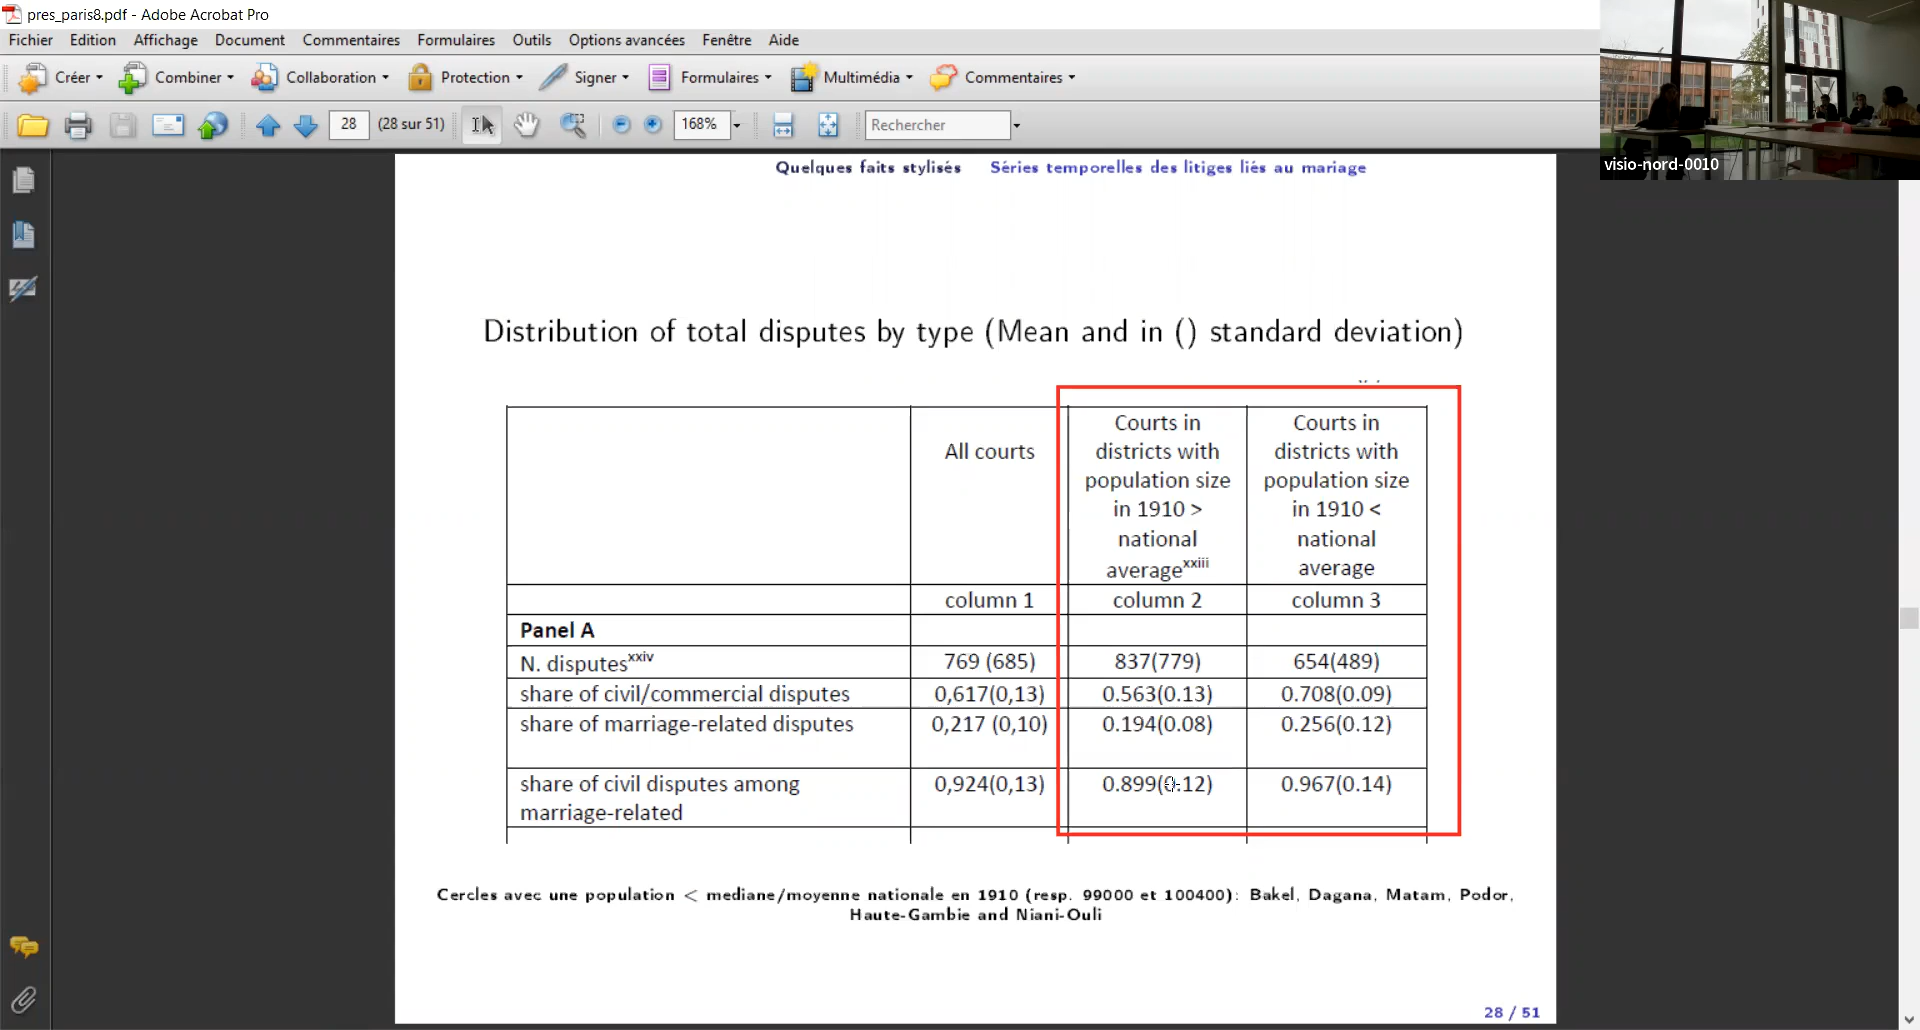 pres_paris8.pdf - Adobe Acrobat Pro
Fichier Edition Affichage Document Commentaires Formulaires Outils Options avancées Fenêtre Aide
Créer Combiner Collaboration Protection Signer Formulaires Multimédia Commentaires
28 (28 sur 51) 168% Rechercher
visio-nord-0010
Quelques faits stylisés Séries temporelles des litiges liés au mariage
Distribution of total disputes by type (Mean and in () standard deviation)
All courts
Courts in districts with population size in 1910 > national average^xxiii
Courts in districts with population size in 1910 < national average
column 1 column 2 column 3
Panel A
N. disputes^xxiv 769 (685) 837(779) 654(489)
share of civil/commercial disputes 0,617(0,13) 0.563(0.13) 0.708(0.09)
share of marriage-related disputes 0,217 (0,10) 0.194(0.08) 0.256(0.12)
share of civil disputes among marriage-related 0,924(0,13) 0.899(0.12) 0.967(0.14)
Cercles avec une population < mediane/moyenne nationale en 1910 (resp. 99000 et 100400): Bakel, Dagana, Matam, Podor,
Haute-Gambie and Niani-Ouli
28 / 51